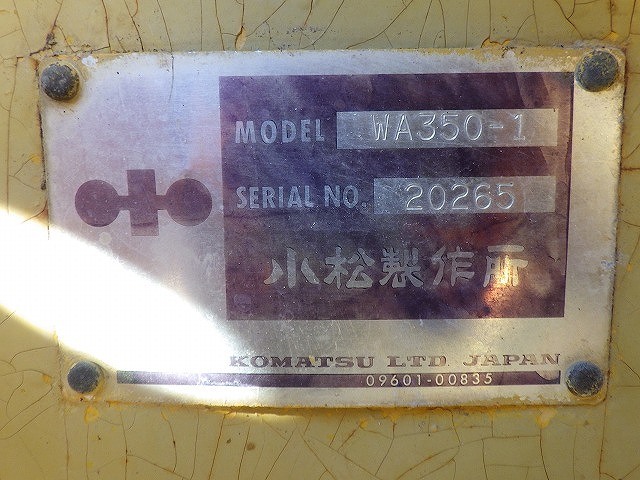 MODEL WA350-1
SERIAL NO. 20265
小松製作所
KOMATSU LTD. JAPAN
09601-00835